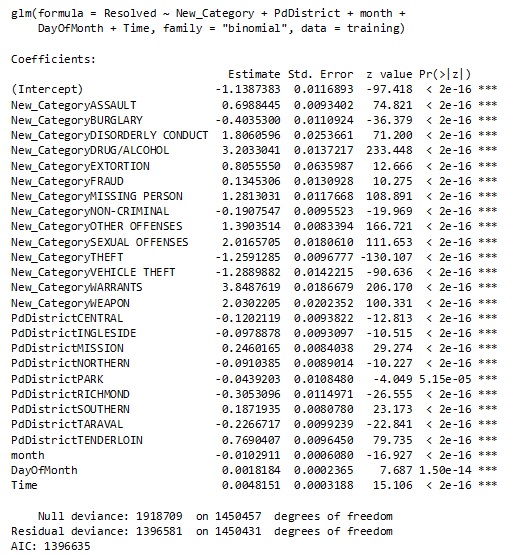 glm(formula = Resolved ~ New_Category + PdDistrict + month +
DayOfMonth + Time, family = "binomial", data = training)
Coefficients:
Estimate Std. Error z value Pr(>|z|)
(Intercept) -1.1387383 0.0116893 -97.418 < 2e-16 ***
New_CategoryASSAULT 0.6988445 0.0093402 74.821 < 2e-16 ***
New_CategoryBURGLARY -0.4035300 0.0110924 -36.379 < 2e-16 ***
New_CategoryDISORDERLY CONDUCT 1.8060596 0.0253661 71.200 < 2e-16 ***
New_CategoryDRUG/ALCOHOL 3.2033041 0.0137217 233.448 < 2e-16 ***
New_CategoryEXTORTION 0.8055550 0.0635987 12.666 < 2e-16 ***
New_CategoryFRAUD 0.1345306 0.0130928 10.275 < 2e-16 ***
New_CategoryMISSING PERSON 1.2813031 0.0117668 108.891 < 2e-16 ***
New_CategoryNON-CRIMINAL -0.1907547 0.0095523 -19.969 < 2e-16 ***
New_CategoryOTHER OFFENSES 1.3903514 0.0083394 166.721 < 2e-16 ***
New_CategorySEXUAL OFFENSES 2.0165705 0.0180610 111.653 < 2e-16 ***
New_CategoryTHEFT -1.2591285 0.0096777 -130.107 < 2e-16 ***
New_CategoryVEHICLE THEFT -1.2889882 0.0142215 -90.636 < 2e-16 ***
New_CategoryWARRANTS 3.8487619 0.0186679 206.170 < 2e-16 ***
New_CategoryWEAPON 2.0302205 0.0202352 100.331 < 2e-16 ***
PdDistrictCENTRAL -0.1202119 0.0093822 -12.813 < 2e-16 ***
PdDistrictINGLESIDE -0.0978878 0.0093097 -10.515 < 2e-16 ***
PdDistrictMISSION 0.2460165 0.0084038 29.274 < 2e-16 ***
PdDistrictNORTHERN -0.0910385 0.0089014 -10.227 < 2e-16 ***
PdDistrictPARK -0.0439203 0.0108480 -4.049 5.15e-05 ***
PdDistrictRICHMOND -0.3053096 0.0114971 -26.555 < 2e-16 ***
PdDistrictSOUTHERN 0.1871935 0.0080780 23.173 < 2e-16 ***
PdDistrictTARAVAL -0.2266717 0.0099239 -22.841 < 2e-16 ***
PdDistrictTENDERLOIN 0.7690407 0.0096450 79.735 < 2e-16 ***
month -0.0102911 0.0006080 -16.927 < 2e-16 ***
DayOfMonth 0.0018184 0.0002365 7.687 1.50e-14 ***
Time 0.0048151 0.0003188 15.106 < 2e-16 ***
Null deviance: 1918709 on 1450457 degrees of freedom
Residual deviance: 1396581 on 1450431 degrees of freedom
AIC: 1396635